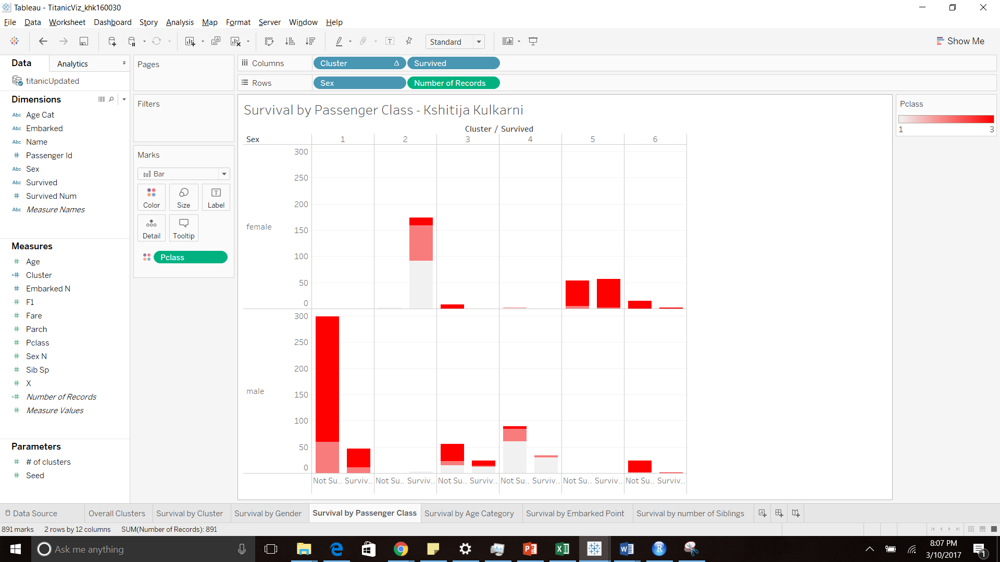 Tableau - TitanicViz_khk160030
File Data Worksheet Dashboard Story Analysis Map Format Server Window Help
Standard
Show Me
Data
Analytics
titanicUpdated
Dimensions
Abc Age Cat
Abc Embarked
Abc Name
# Passenger Id
Abc Sex
Abc Survived
# Survived Num
Abc Measure Names
Measures
# Age
=# Cluster
# Embarked N
# F1
# Fare
# Parch
# Pclass
# Sex N
# Sib Sp
# X
=# Number of Records
# Measure Values
Parameters
# # of clusters
# Seed
Pages
Filters
Marks
Bar
Color Size Label
Detail Tooltip
Pclass
Columns Cluster Δ Survived
Rows Sex Number of Records
Survival by Passenger Class - Kshitija Kulkarni
Cluster / Survived
Sex 1 2 3 4 5 6
300
250
200
150
100
50
0
female
300
250
200
150
100
50
0
male
Not Su.. Surviv.. Not Su.. Surviv.. Not Su.. Surviv.. Not Su.. Surviv.. Not Su.. Surviv.. Not Su.. Surviv..
Pclass
1 3
Data Source Overall Clusters Survival by Cluster Survival by Gender Survival by Passenger Class Survival by Age Category Survival by Embarked Point Survival by number of Siblings
891 marks 2 rows by 12 columns SUM(Number of Records): 891
Ask me anything
8:07 PM
3/10/2017
1